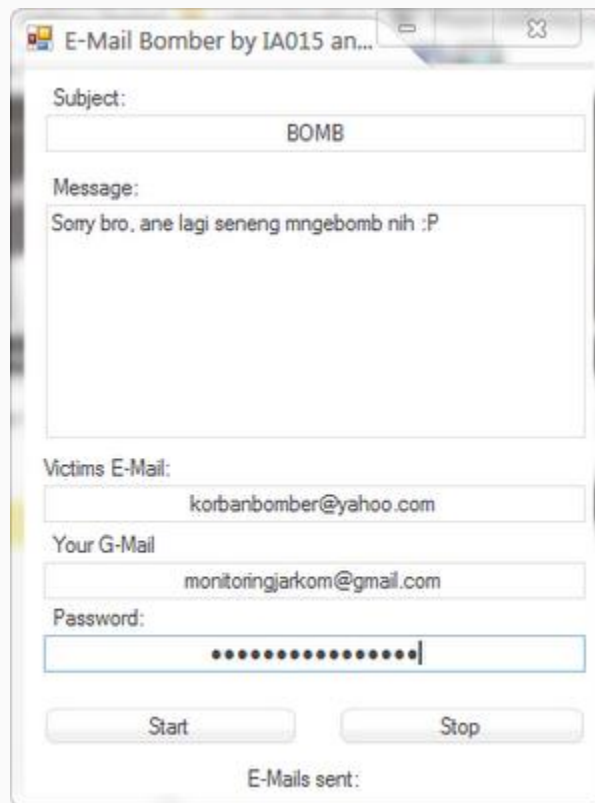 E-Mail Bomber by IA015 an...
Subject:
BOMB
Message:
Sorry bro, ane lagi seneng mngebomb nih :P
Victims E-Mail:
korbanbomber@yahoo.com
Your G-Mail
monitoringjarkom@gmail.com
Password:
••••••••••••••••
Start Stop
E-Mails sent: